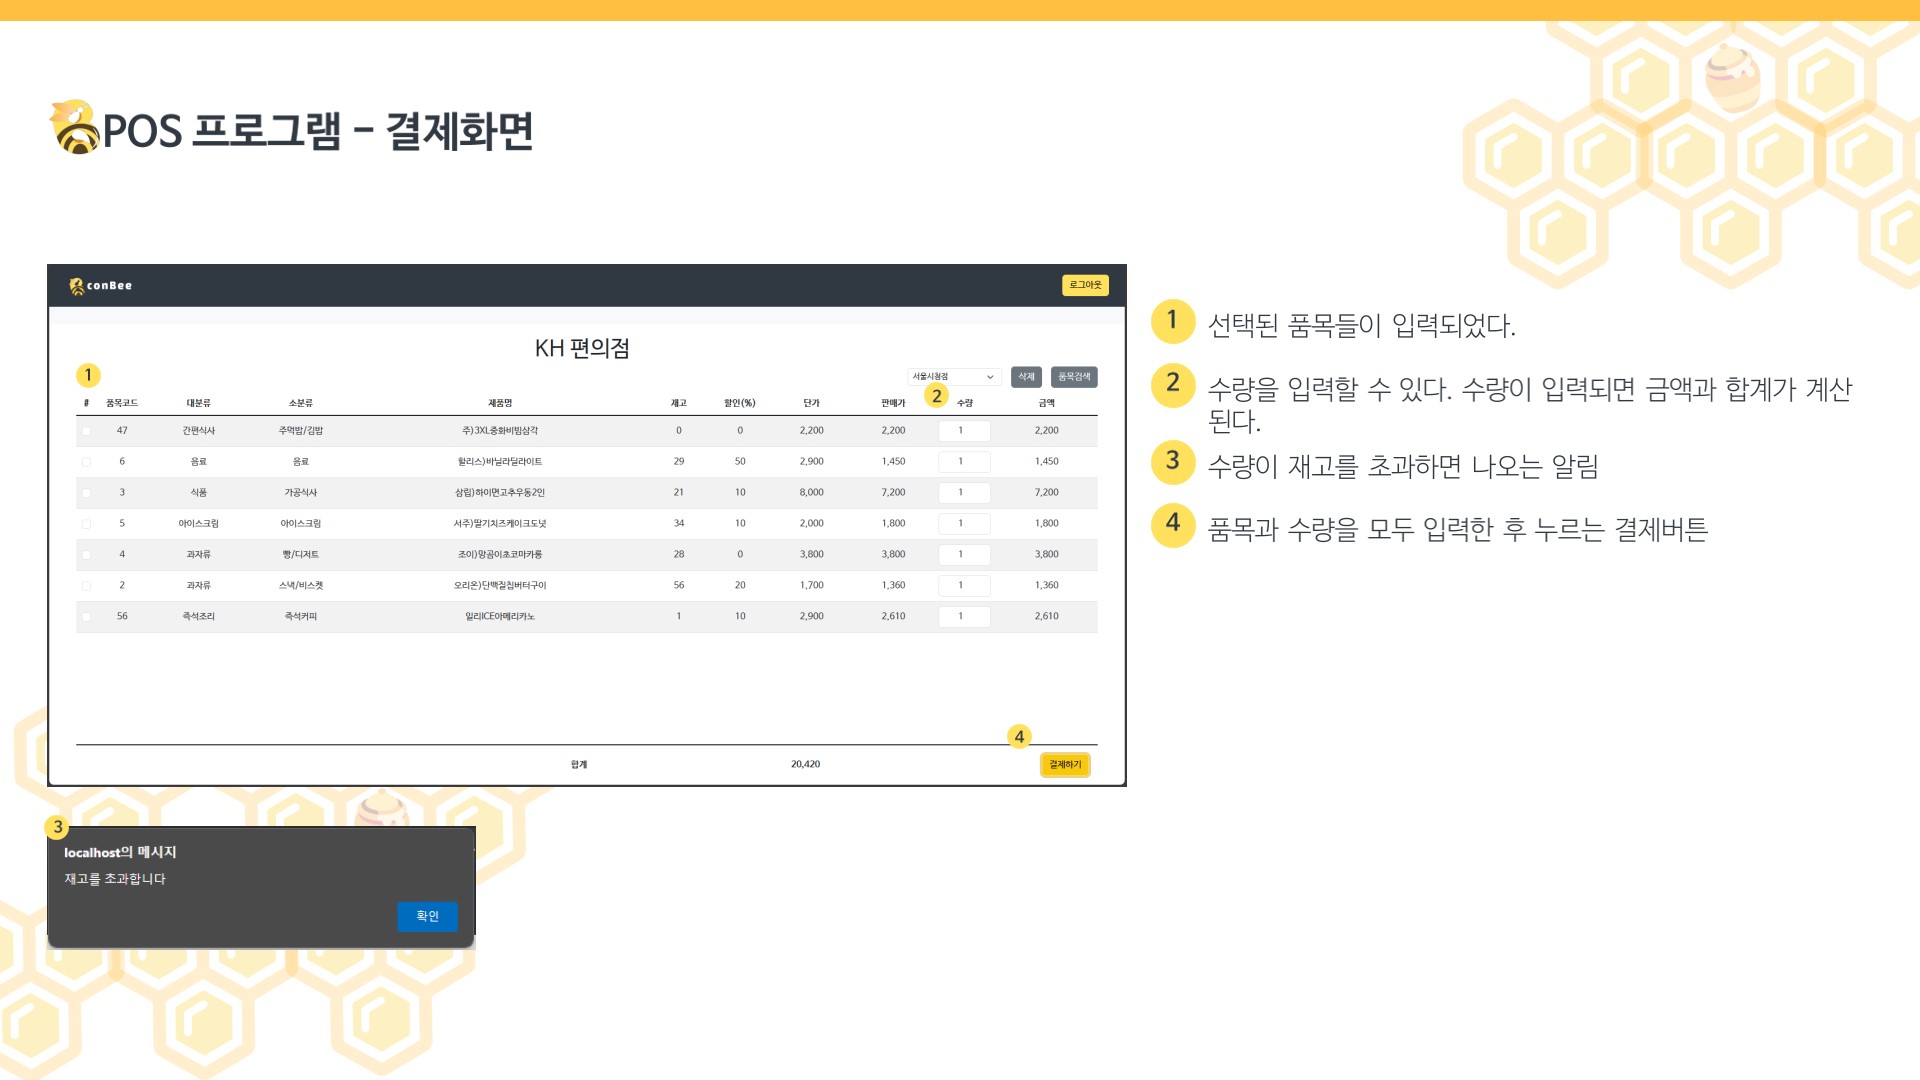 POS 프로그램 - 결제화면
conBee
로그아웃
KH 편의점
1
서울시청점
삭제
품목검색
2
# 품목코드 대분류 소분류 제품명 재고 할인(%) 단가 판매가 수량 금액
47 간편식사 주먹밥/김밥 주)3XL중화비빔삼각 0 0 2,200 2,200 1 2,200
6 음료 음료 할리스)바닐라딜라이트 29 50 2,900 1,450 1 1,450
3 식품 가공식사 삼립)하이면고추우동2인 21 10 8,000 7,200 1 7,200
5 아이스크림 아이스크림 서주)딸기치즈케이크도넛 34 10 2,000 1,800 1 1,800
4 과자류 빵/디저트 조이)망곰이초코마카롱 28 0 3,800 3,800 1 3,800
2 과자류 스낵/비스켓 오리온)단백질칩버터구이 56 20 1,700 1,360 1 1,360
56 즉석조리 즉석커피 일리ICE아메리카노 1 10 2,900 2,610 1 2,610
4
합계 20,420
결제하기
3
localhost의 메시지
재고를 초과합니다
확인
1 선택된 품목들이 입력되었다.
2 수량을 입력할 수 있다. 수량이 입력되면 금액과 합계가 계산
된다.
3 수량이 재고를 초과하면 나오는 알림
4 품목과 수량을 모두 입력한 후 누르는 결제버튼